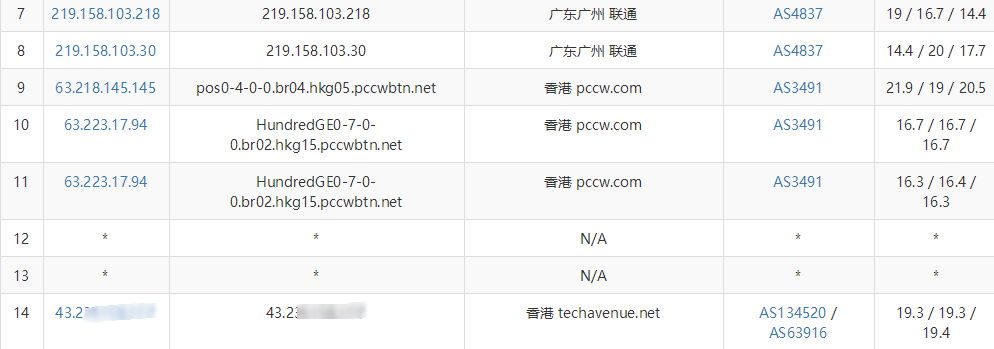 7 219.158.103.218 219.158.103.218 广东广州 联通 AS4837 19 / 16.7 / 14.4
8 219.158.103.30 219.158.103.30 广东广州 联通 AS4837 14.4 / 20 / 17.7
9 63.218.145.145 pos0-4-0-0.br04.hkg05.pccwbtn.net 香港 pccw.com AS3491 21.9 / 19 / 20.5
10 63.223.17.94 HundredGE0-7-0- 香港 pccw.com AS3491 16.7 / 16.7 /
0.br02.hkg15.pccwbtn.net 16.7
11 63.223.17.94 HundredGE0-7-0- 香港 pccw.com AS3491 16.3 / 16.4 /
0.br02.hkg15.pccwbtn.net 16.3
12 * * N/A * *
13 * * N/A * *
14 43.23 43.23 香港 techavenue.net AS134520 / 19.3 / 19.3 /
AS63916 19.4